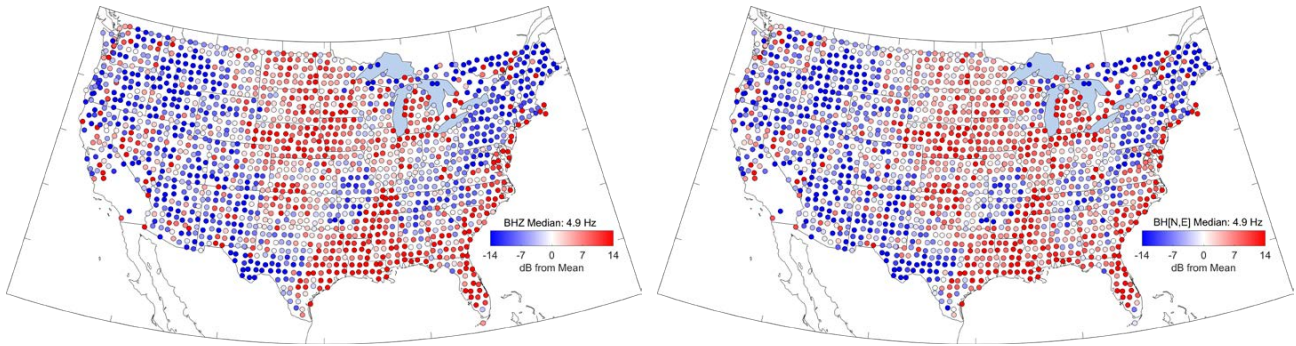 BHZ Median: 4.9 Hz
-14 -7 0 7 14
dB from Mean
BH[N,E] Median: 4.9 Hz
-14 -7 0 7 14
dB from Mean